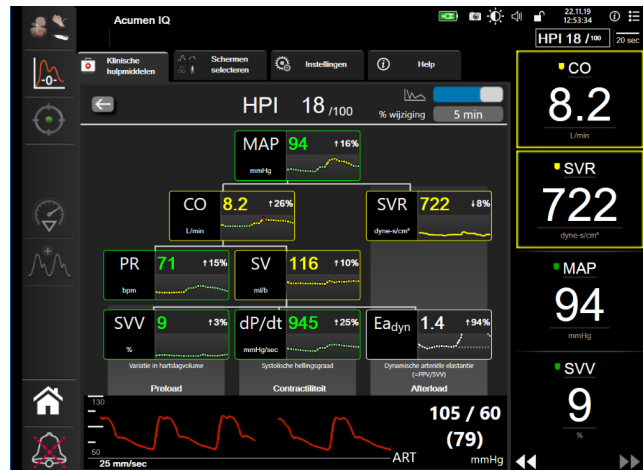 Acumen IQ
22.11.19
12:53:34
HPI 18 /100
20 sec
Klinische
hulpmiddelen
Schermen
selecteren
Instellingen
Help
-0-
HPI 18 /100
% wijziging
5 min
MAP 94 ↑16%
mmHg
CO 8.2 ↑26%
L/min
SVR 722 ↓8%
dyne-s/cm⁵
PR 71 ↑15%
bpm
SV 116 ↑10%
ml/b
SVV 9 ↑3%
%
dP/dt 945 ↑25%
mmHg/sec
Eadyn 1.4 ↑94%
Variatie in hartslagvolume
Systolische hellingsgraad
Dynamische arteriële elastantie
(=PPV/SVV)
Preload
Contractiliteit
Afterload
130
50
25 mm/sec
ART
105 / 60
(79)
mmHg
CO
8.2
L/min
SVR
722
dyne-s/cm⁵
MAP
94
mmHg
SVV
9
%